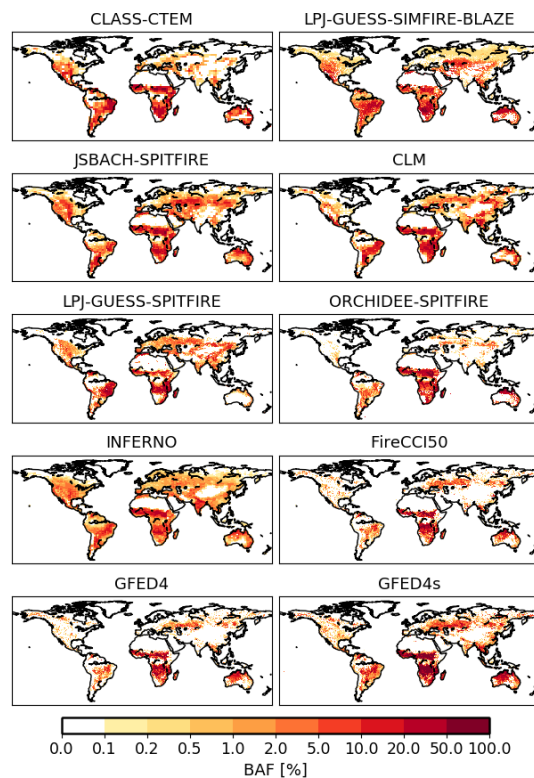 CLASS-CTEM
LPJ-GUESS-SIMFIRE-BLAZE
JSBACH-SPITFIRE
CLM
LPJ-GUESS-SPITFIRE
ORCHIDEE-SPITFIRE
INFERNO
FireCCI50
GFED4
GFED4s
0.0 0.1 0.2 0.5 1.0 2.0 5.0 10.0 20.0 50.0 100.0
BAF [%]